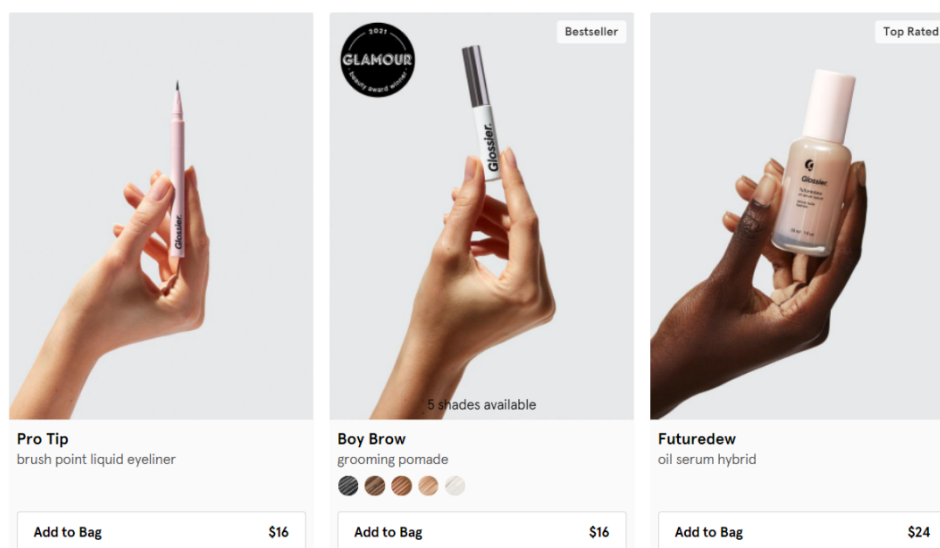 Glossier.
Pro Tip
brush point liquid eyeliner
Add to Bag $16
2021
GLAMOUR
beauty award winner
Bestseller
Glossier.
5 shades available
Boy Brow
grooming pomade
Add to Bag $16
Top Rated
Glossier.
futuredew
Futuredew
oil serum hybrid
Add to Bag $24